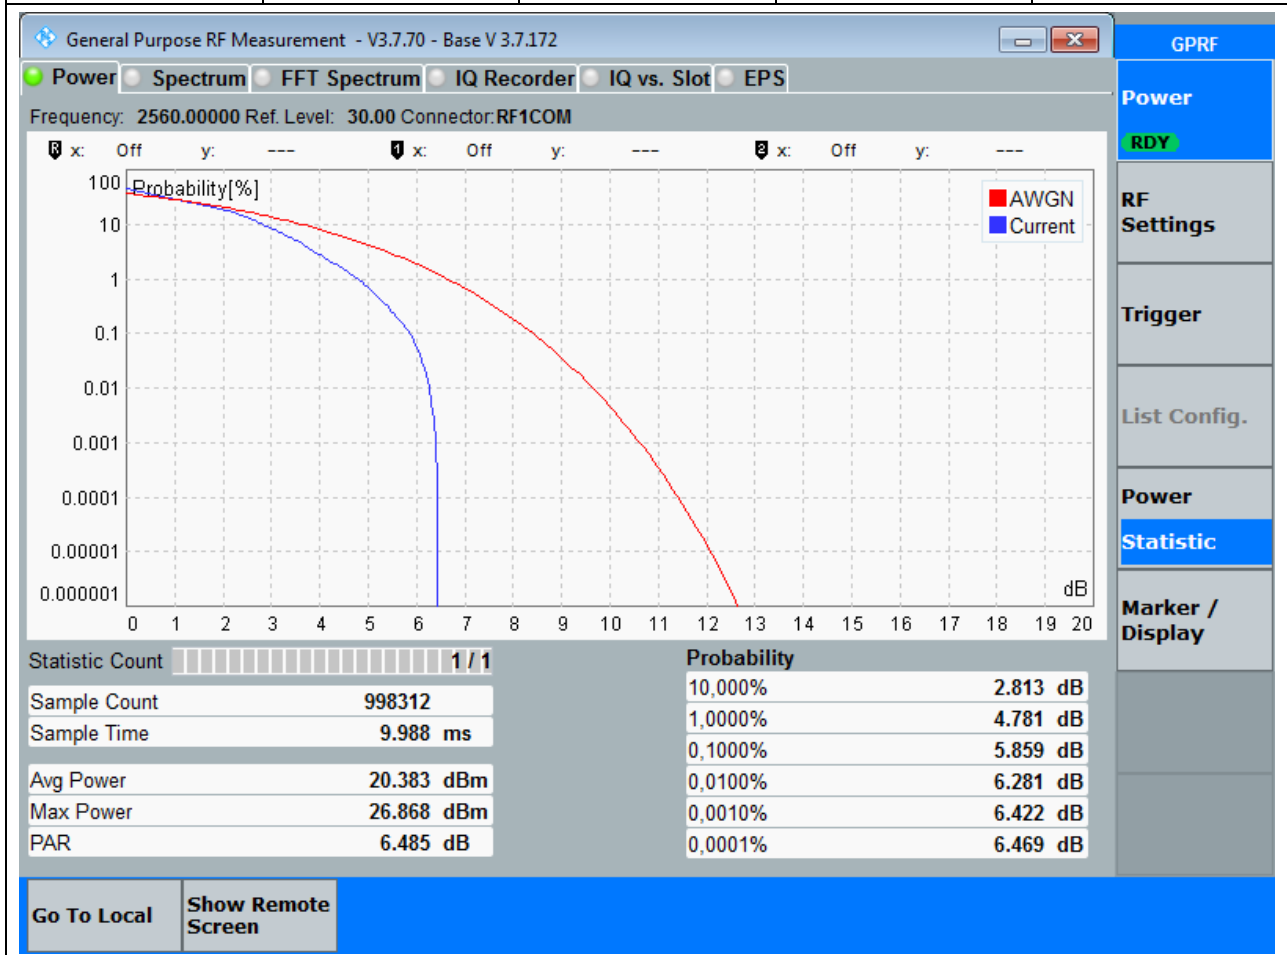 General Purpose RF Measurement - V3.7.70 - Base V 3.7.172
GPRF
Power Spectrum FFT Spectrum IQ Recorder IQ vs. Slot EPS
Power
RDY
Frequency: 2560.00000 Ref. Level: 30.00 Connector: RF1COM
R x: Off y: --- 1 x: Off y: --- 2 x: Off y: ---
Probability[%]
AWGN
Current
100
10
1
0.1
0.01
0.001
0.0001
0.00001
0.000001
dB
0 1 2 3 4 5 6 7 8 9 10 11 12 13 14 15 16 17 18 19 20
RF
Settings
Trigger
List Config.
Power
Statistic
Marker /
Display
Statistic Count 1 / 1
Sample Count 998312
Sample Time 9.988 ms
Avg Power 20.383 dBm
Max Power 26.868 dBm
PAR 6.485 dB
Probability
10,000% 2.813 dB
1,0000% 4.781 dB
0,1000% 5.859 dB
0,0100% 6.281 dB
0,0010% 6.422 dB
0,0001% 6.469 dB
Go To Local
Show Remote
Screen